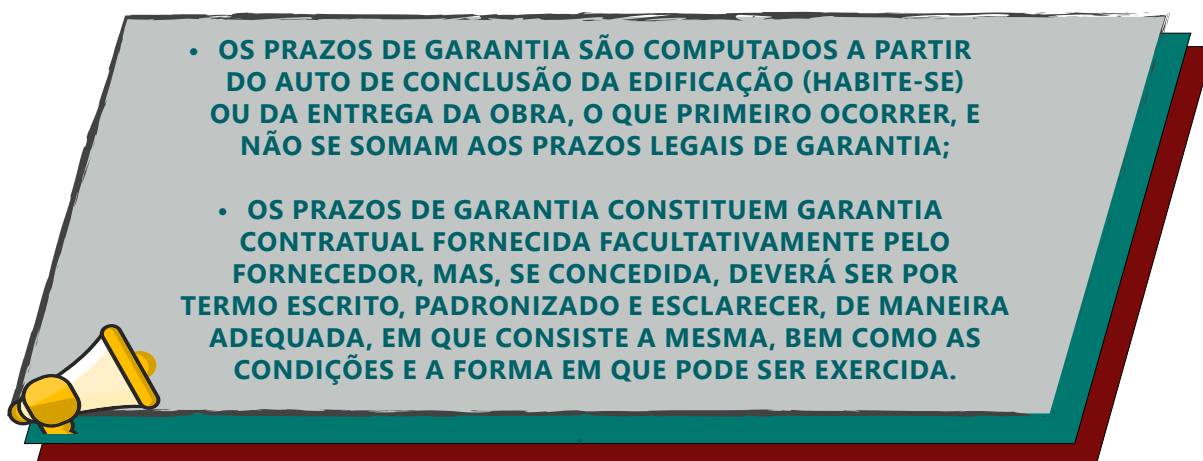 • OS PRAZOS DE GARANTIA SÃO COMPUTADOS A PARTIR
DO AUTO DE CONCLUSÃO DA EDIFICAÇÃO (HABITE-SE)
OU DA ENTREGA DA OBRA, O QUE PRIMEIRO OCORRER, E
NÃO SE SOMAM AOS PRAZOS LEGAIS DE GARANTIA;
• OS PRAZOS DE GARANTIA CONSTITUEM GARANTIA
CONTRATUAL FORNECIDA FACULTATIVAMENTE PELO
FORNECEDOR, MAS, SE CONCEDIDA, DEVERÁ SER POR
TERMO ESCRITO, PADRONIZADO E ESCLARECER, DE MANEIRA
ADEQUADA, EM QUE CONSISTE A MESMA, BEM COMO AS
CONDIÇÕES E A FORMA EM QUE PODE SER EXERCIDA.